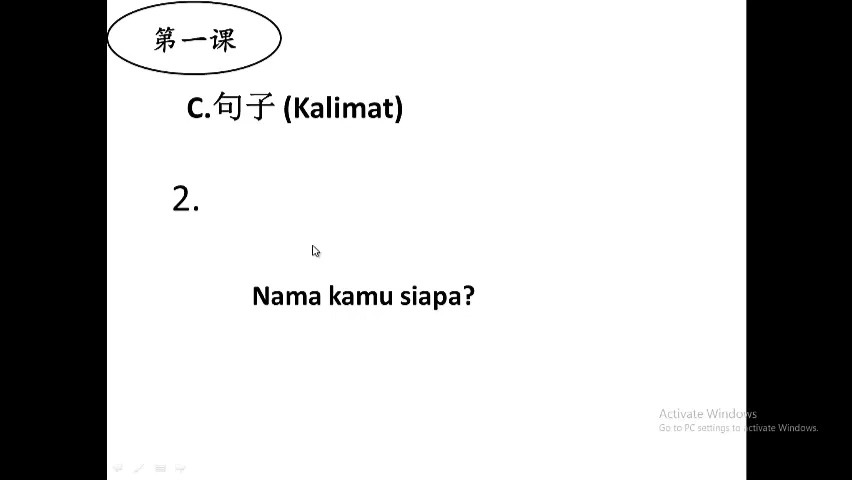 第一课
C.句子 (Kalimat)
2.
Nama kamu siapa?
Activate Windows
Go to PC settings to activate Windows.